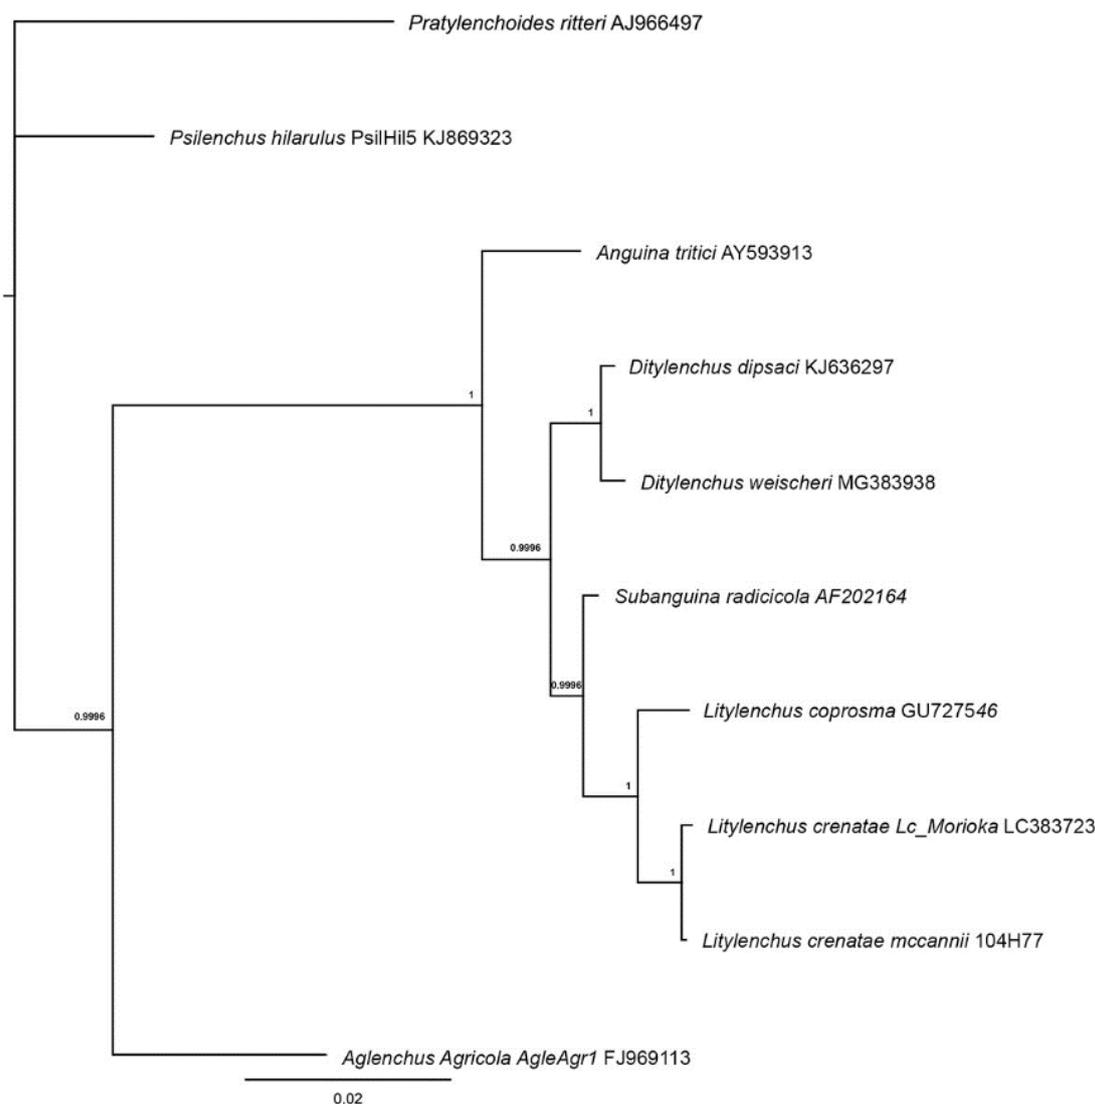 Pratylenchoides ritteri AJ966497
Psilenchus hilarulus PsilHil5 KJ869323
Anguina tritici AY593913
Ditylenchus dipsaci KJ636297
1
1
Ditylenchus weischeri MG383938
0.9996
Subanguina radicicola AF202164
0.9996
Litylenchus coprosma GU727546
0.9996
1
Litylenchus crenatae Lc_Morioka LC383723
1
Litylenchus crenatae mccannii 104H77
Aglenchus Agricola AgleAgr1 FJ969113
0.02